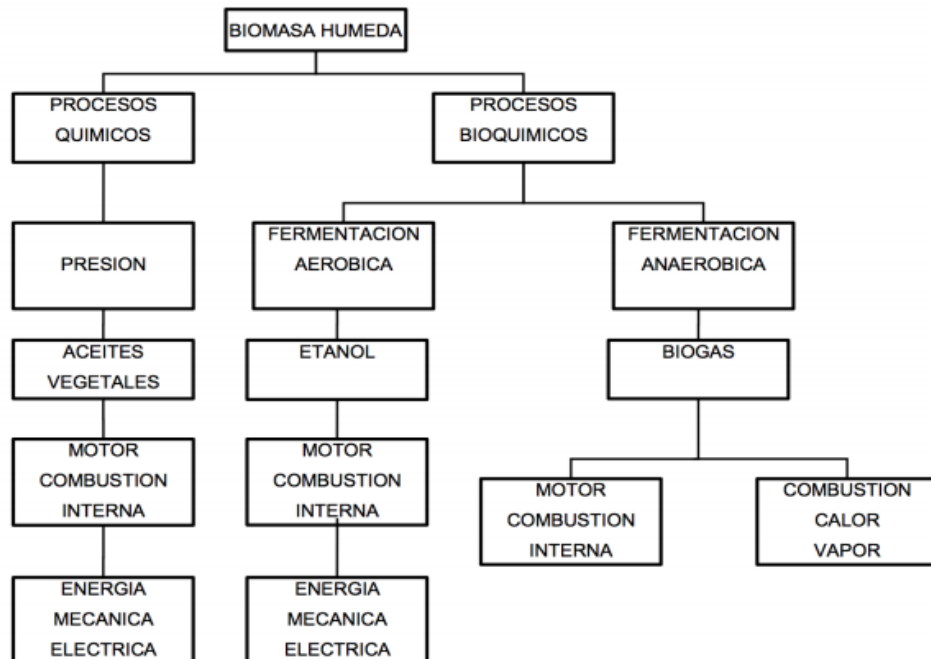 BIOMASA HUMEDA
PROCESOS
QUIMICOS
PROCESOS
BIOQUIMICOS
PRESION
FERMENTACION
AEROBICA
FERMENTACION
ANAEROBICA
ACEITES
VEGETALES
ETANOL
BIOGAS
MOTOR
COMBUSTION
INTERNA
MOTOR
COMBUSTION
INTERNA
MOTOR
COMBUSTION
INTERNA
COMBUSTION
CALOR
VAPOR
ENERGIA
MECANICA
ELECTRICA
ENERGIA
MECANICA
ELECTRICA